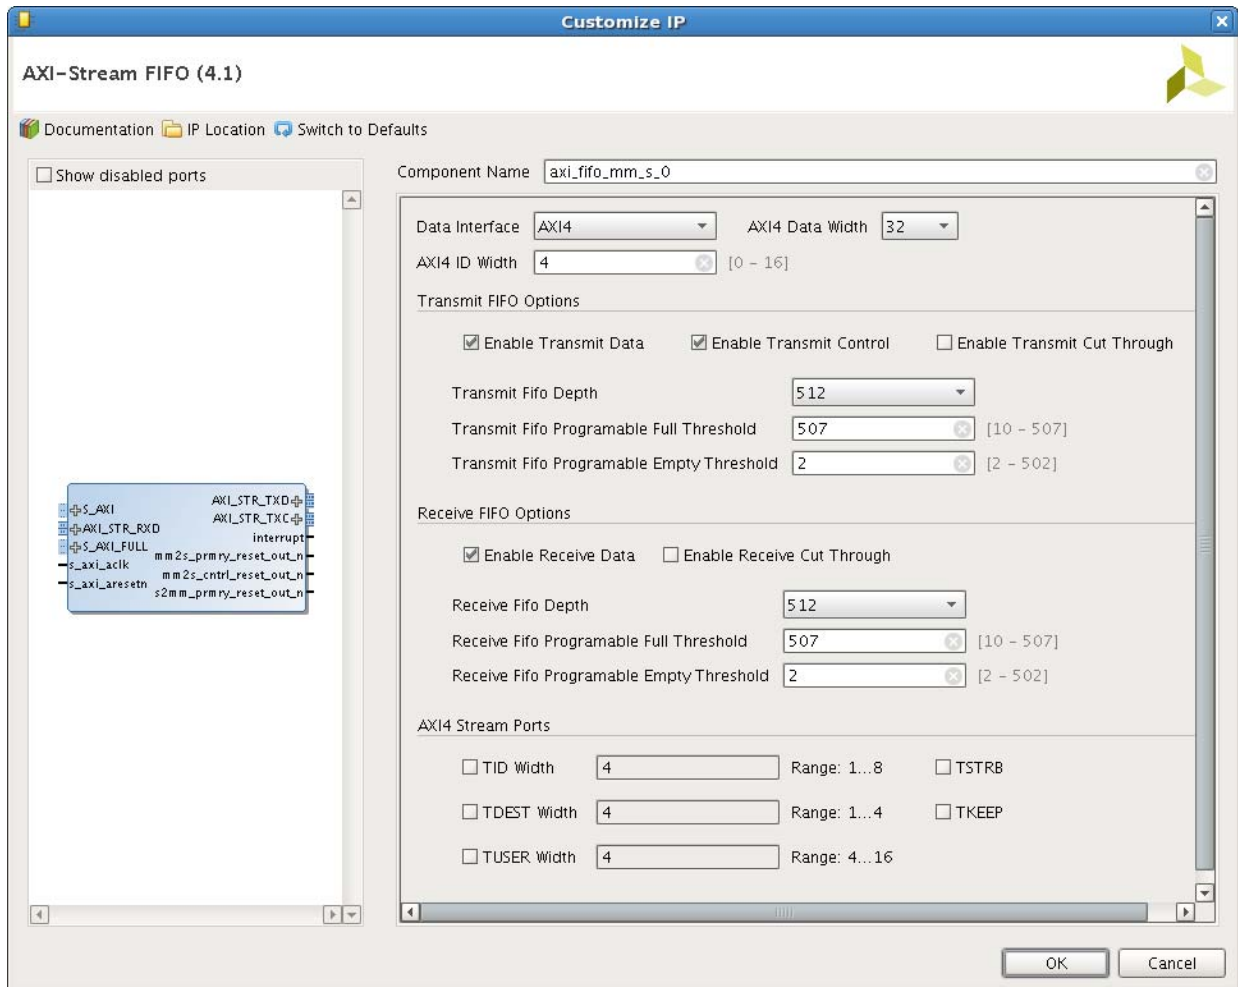 Customize IP
AXI-Stream FIFO (4.1)
Documentation IP Location Switch to Defaults
Show disabled ports
Component Name axi_fifo_mm_s_0
Data Interface AXI4 AXI4 Data Width 32
AXI4 ID Width 4 [0 - 16]
Transmit FIFO Options
Enable Transmit Data Enable Transmit Control Enable Transmit Cut Through
Transmit Fifo Depth 512
Transmit Fifo Programable Full Threshold 507 [10 - 507]
Transmit Fifo Programable Empty Threshold 2 [2 - 502]
S_AXI
AXI_STR_RXD
S_AXI_FULL
s_axi_aclk
s_axi_aresetn
AXI_STR_TXD
AXI_STR_TXC
interrupt
mm2s_prmry_reset_out_n
mm2s_cntrl_reset_out_n
s2mm_prmry_reset_out_n
Receive FIFO Options
Enable Receive Data Enable Receive Cut Through
Receive Fifo Depth 512
Receive Fifo Programable Full Threshold 507 [10 - 507]
Receive Fifo Programable Empty Threshold 2 [2 - 502]
AXI4 Stream Ports
TID Width 4 Range: 1...8 TSTRB
TDEST Width 4 Range: 1...4 TKEEP
TUSER Width 4 Range: 4...16
OK Cancel